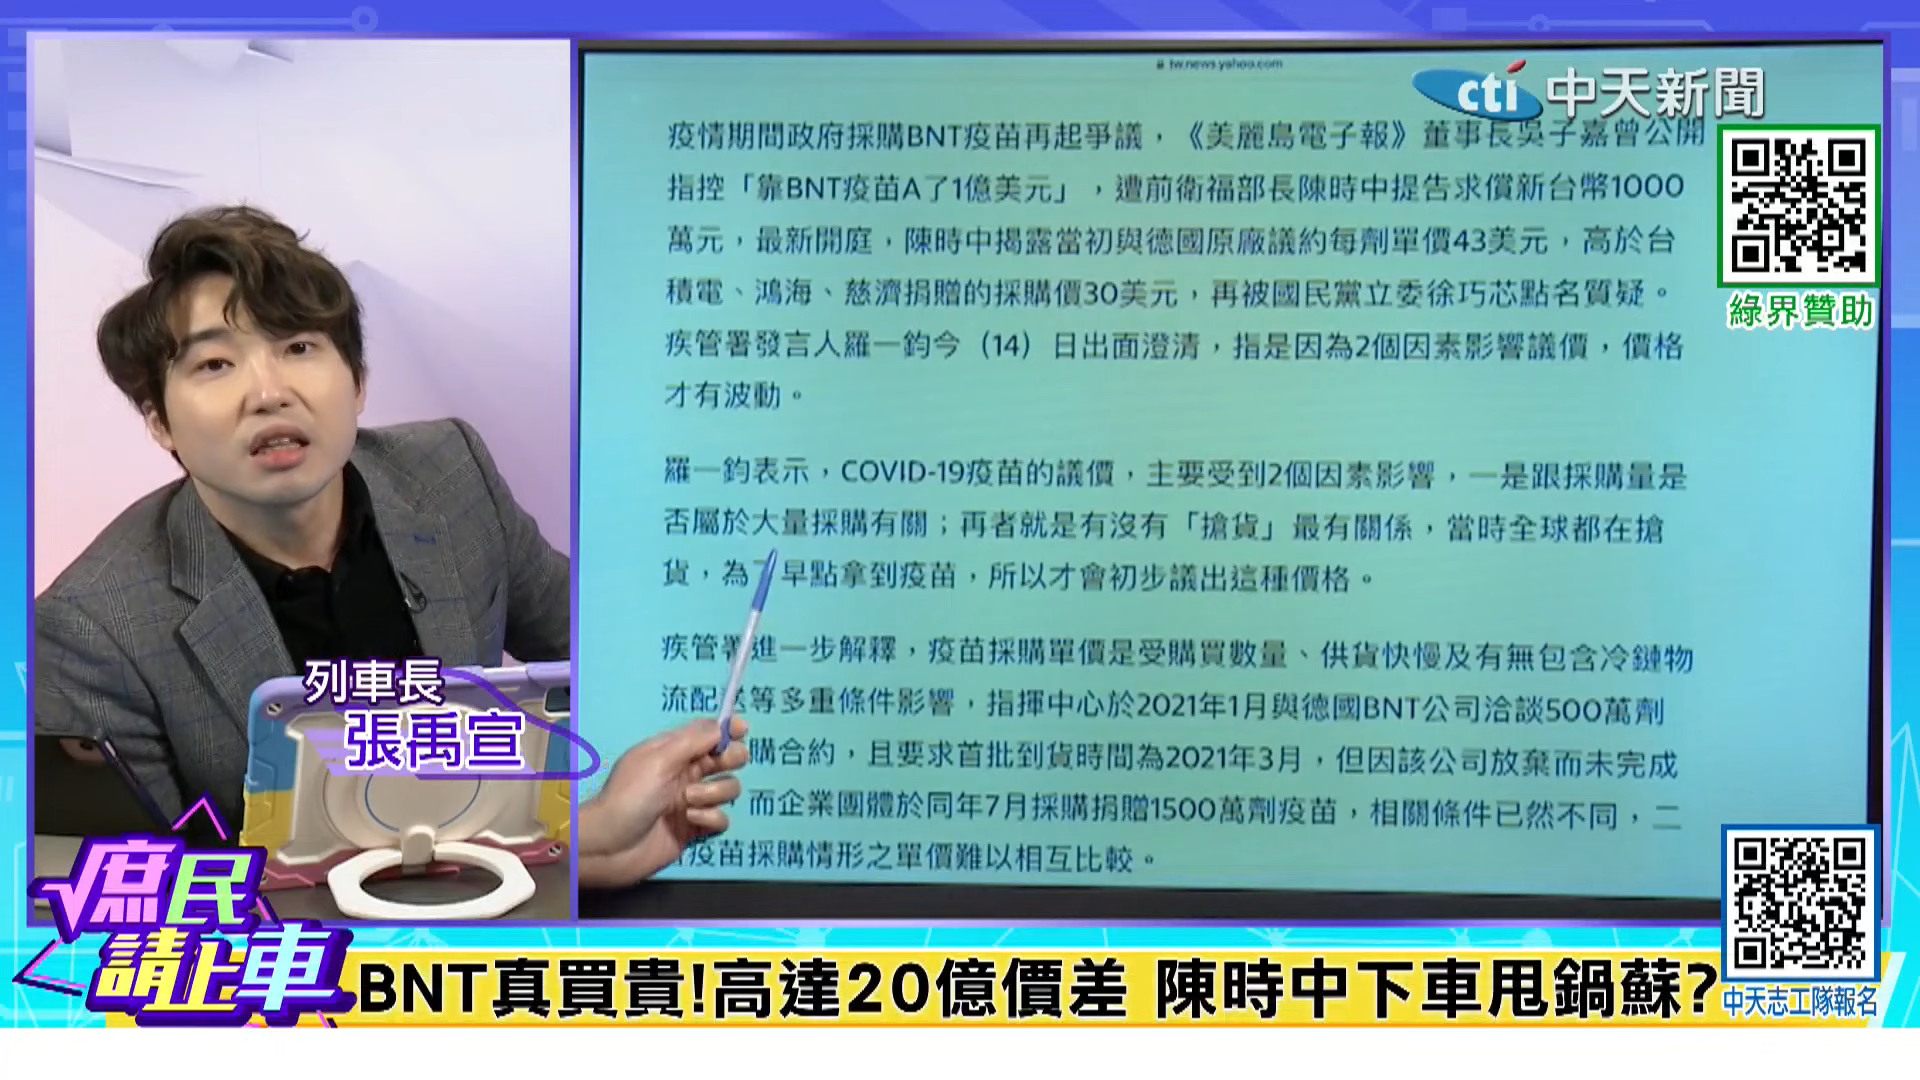 tw.news.yahoo.com
cti 中天新聞
疫情期間政府採購BNT疫苗再起爭議，《美麗島電子報》董事長吳子嘉曾公開
指控「靠BNT疫苗A了1億美元」，遭前衛福部長陳時中提告求償新台幣1000
萬元，最新開庭，陳時中揭露當初與德國原廠議約每劑單價43美元，高於台
積電、鴻海、慈濟捐贈的採購價30美元，再被國民黨立委徐巧芯點名質疑。
疾管署發言人羅一鈞今（14）日出面澄清，指是因為2個因素影響議價，價格
才有波動。
羅一鈞表示，COVID-19疫苗的議價，主要受到2個因素影響，一是跟採購量是
否屬於大量採購有關；再者就是有沒有「搶貨」最有關係，當時全球都在搶
貨，為了早點拿到疫苗，所以才會初步議出這種價格。
疾管署進一步解釋，疫苗採購單價是受購買數量、供貨快慢及有無包含冷鏈物
流配送等多重條件影響，指揮中心於2021年1月與德國BNT公司洽談500萬劑
購合約，且要求首批到貨時間為2021年3月，但因該公司放棄而未完成
，而企業團體於同年7月採購捐贈1500萬劑疫苗，相關條件已然不同，二
疫苗採購情形之單價難以相互比較。
綠界贊助
列車長
張禹宣
庶民
請上車
BNT真買貴!高達20億價差 陳時中下車甩鍋蘇?
中天志工隊報名